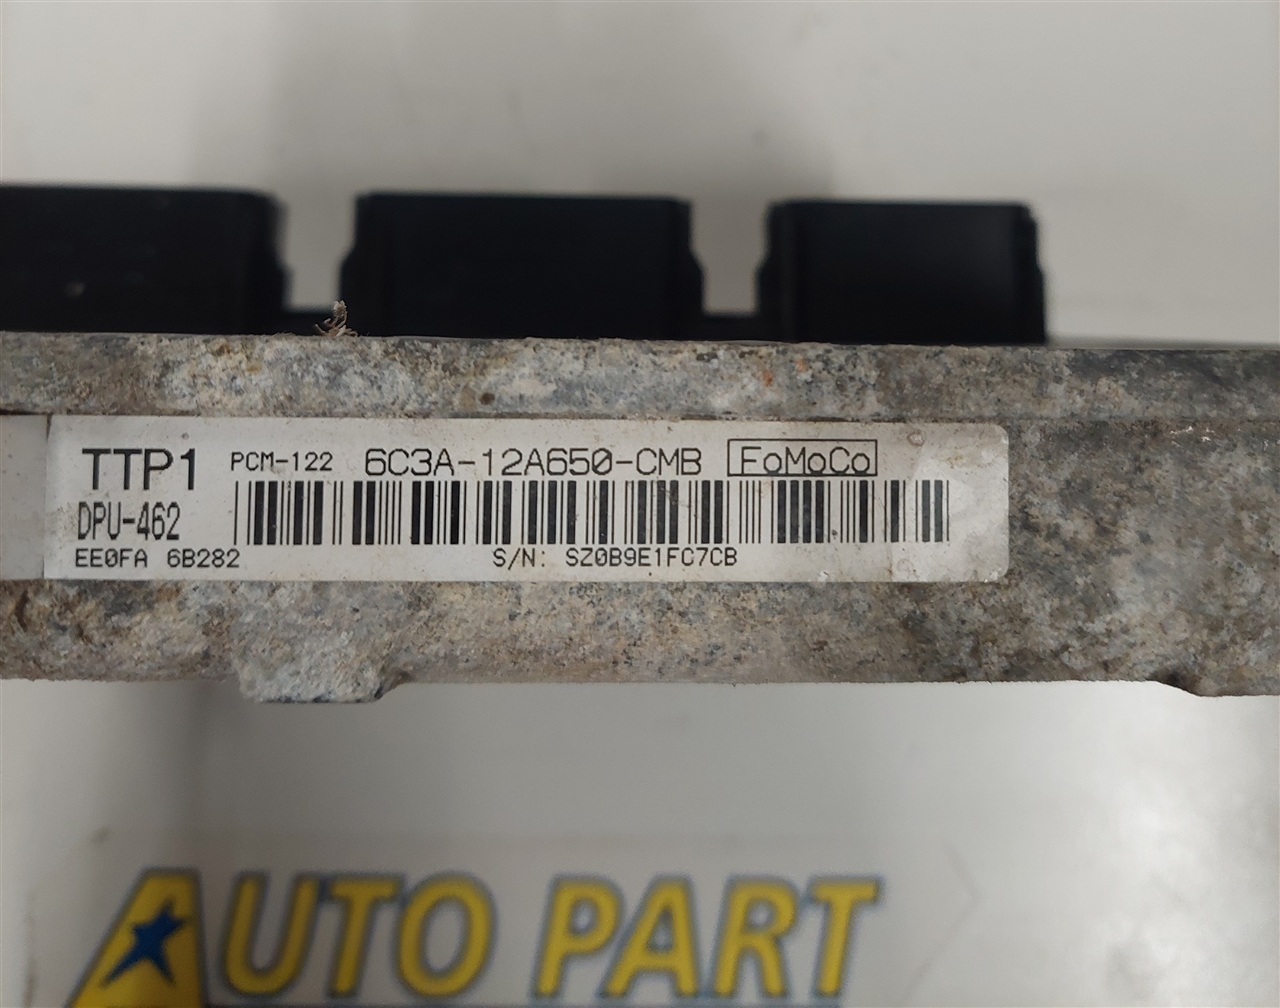 TTP1 PCM-122 6C3A-12A650-CMB FoMoCo
DPU-462
EE0FA 6B282 S/N: SZ0B9E1FC7CB
AUTO PART